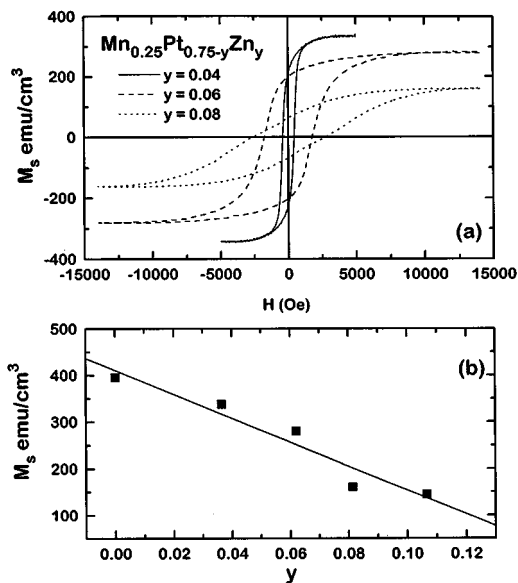 Mn0.25Pt0.75-yZny
y = 0.04
y = 0.06
y = 0.08
(a)
Ms emu/cm3
400
200
0
-200
-400
-15000 -10000 -5000 0 5000 10000 15000
H (Oe)
(b)
Ms emu/cm3
500
400
300
200
100
0.00 0.02 0.04 0.06 0.08 0.10 0.12
y